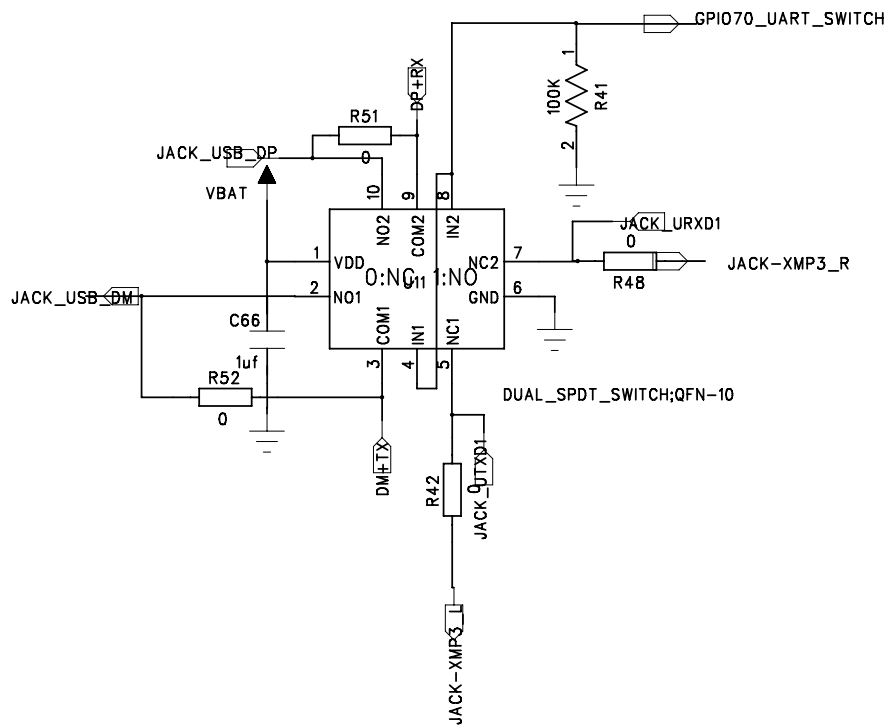 GPIO70_UART_SWITCH
1
100K
R41
2
DP+RX
R51
0
JACK_USB_DP
VBAT
10
9
8
NO2
COM2
IN2
JACK_URXD1
1
VDD
NC2
7
0
JACK-XMP3_R
R48
0:NC 1:NO
U11
JACK_USB_DM
2
NO1
GND
6
C66
1uf
COM1
IN1
NC1
3
4
5
R52
0
DUAL_SPDT_SWITCH;QFN-10
DM+TX
R42
0
JACK_UTXD1
JACK-XMP3_L